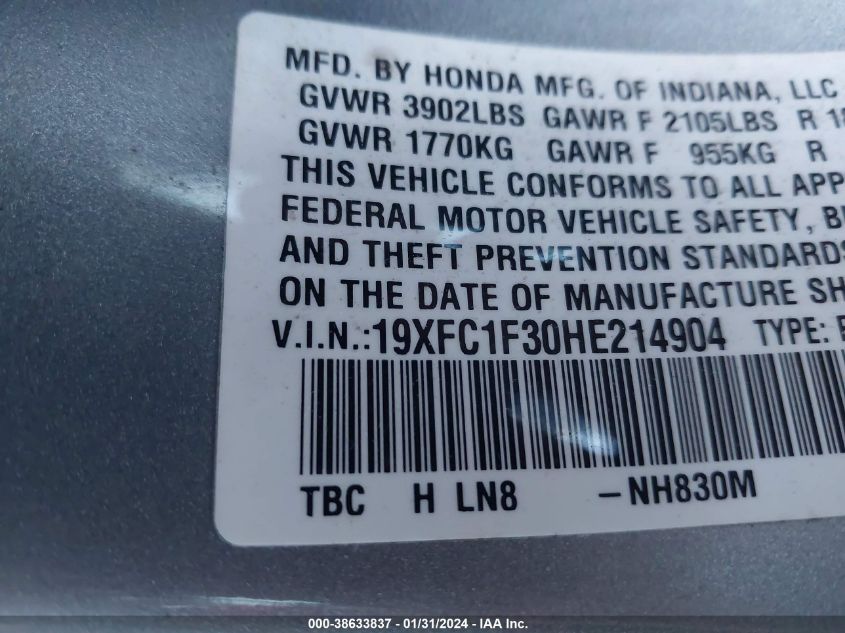 MFD. BY HONDA MFG. OF INDIANA, LLC
GVWR 3902LBS GAWR F 2105LBS R
GVWR 1770KG GAWR F 955KG R
THIS VEHICLE CONFORMS TO ALL APP
FEDERAL MOTOR VEHICLE SAFETY,
AND THEFT PREVENTION STANDARDS
ON THE DATE OF MANUFACTURE SH
V.I.N.:19XFC1F30HE214904 TYPE:
TBC H LN8 -NH830M
000-38633837 - 01/31/2024 - IAA Inc.